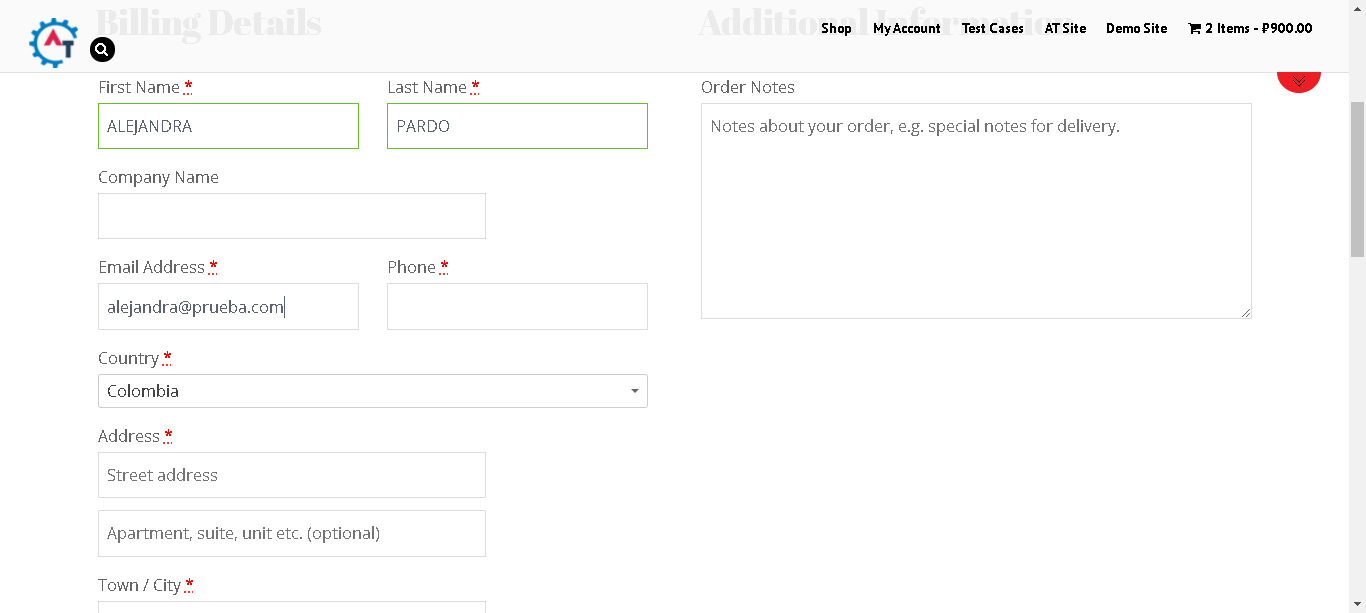 Billing Details
Additional Information
AT
Shop My Account Test Cases AT Site Demo Site 2 Items - ₽900.00
First Name *
Last Name *
Order Notes
ALEJANDRA
PARDO
Notes about your order, e.g. special notes for delivery.
Company Name
Email Address *
Phone *
alejandra@prueba.com
Country *
Colombia
Address *
Street address
Apartment, suite, unit etc. (optional)
Town / City *